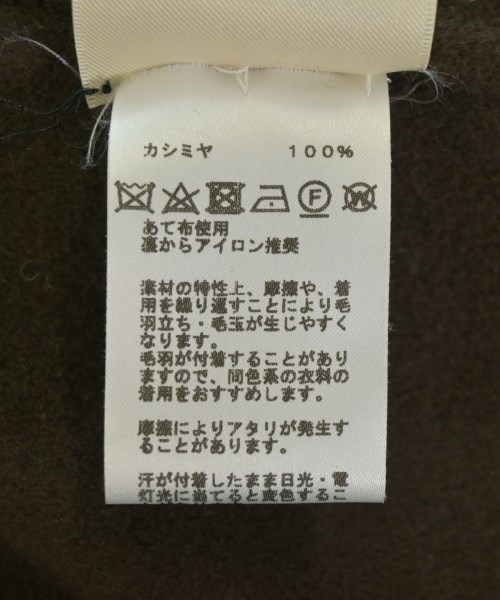 カシミヤ 100%
F W
あて布使用
裏からアイロン推奨
素材の特性上、摩擦や、着
用を繰り返すことにより毛
羽立ち・毛玉が生じやすく
なります。
毛羽が付着することがあり
ますので、同色系の衣料の
着用をおすすめします。
摩擦によりアタリが発生す
ることがあります。
汗が付着したまま日光・電
灯光に当てると変色するこ